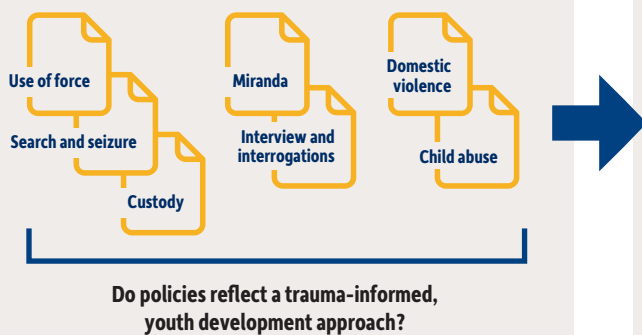 Use of force
Search and seizure
Custody
Miranda
Interview and
interrogations
Domestic
violence
Child abuse
Do policies reflect a trauma-informed,
youth development approach?